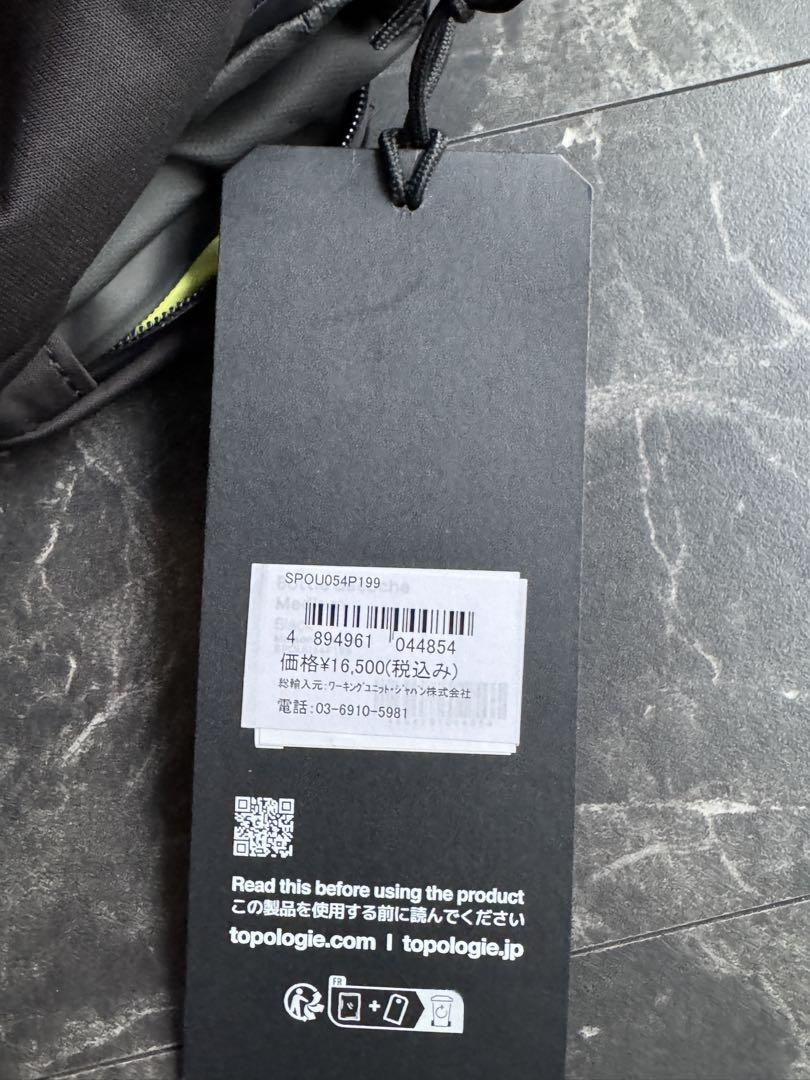 SPOU054P199
4 894961 044854
価格¥16,500(税込み)
総輸入元:ワーキングユニット・ジャパン株式会社
電話:03-6910-5981
Read this before using the product
この製品を使用する前に読んでください
topologie.com | topologie.jp
FR
+